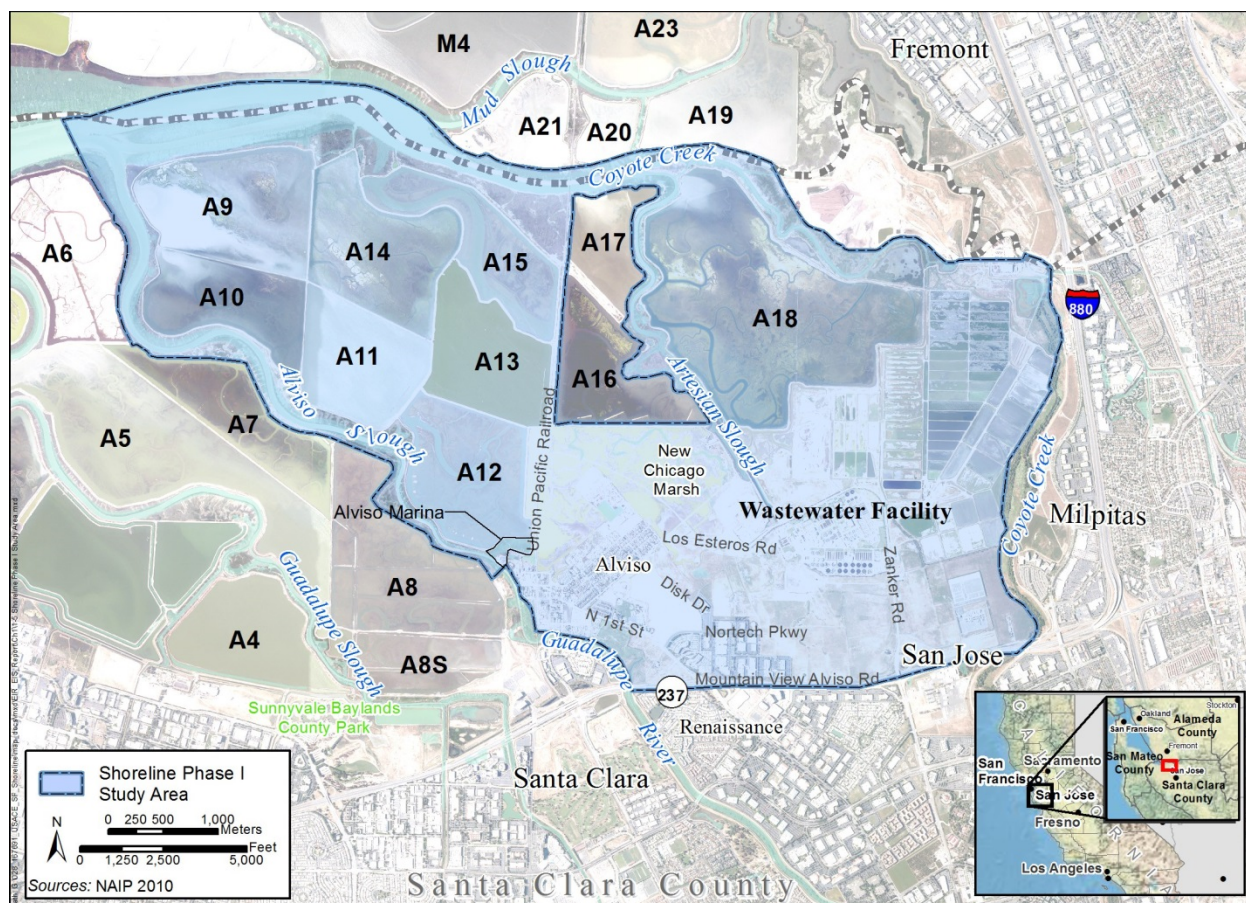 M4
A23
Fremont
Mud Slough
A21
A20
A19
Coyote Creek
A9
A14
A15
A17
A6
A10
A18
880
A11
A13
A16
Artesian Slough
Alviso Slough
A7
A5
Union Pacific Railroad
New
Chicago
Marsh
A12
Coyote Creek
Milpitas
Alviso Marina
Wastewater Facility
Los Esteros Rd
Zanker Rd
Alviso
Disk Dr
Guadalupe Slough
A8
N 1st St
Nortech Pkwy
A4
Guadalupe River
San Jose
A8S
Mountain View Alviso Rd
237
Sunnyvale Baylands
County Park
Renaissance
Santa Clara
Santa Clara County
Shoreline Phase I
Study Area
N
0 250 500 1,000
Meters
Feet
0 1,250 2,500 5,000
Sources: NAIP 2010
Stockton
Oakland
Alameda
County
San Francisco
Fremont
San Mateo
County
San Jose
Santa Clara
County
Sacramento
San
Francisco
San Jose
Fresno
CALIFORNIA
Los Angeles